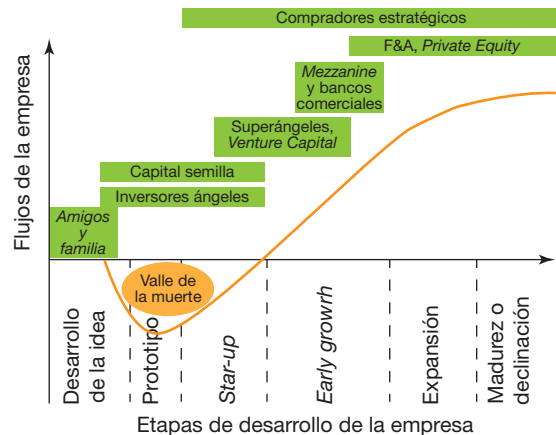 Compradores estratégicos
F&A, Private Equity
Mezzanine
y bancos
comerciales
Superángeles,
Venture Capital
Capital semilla
Inversores ángeles
Amigos
y
familia
Flujos de la empresa
Valle de
la muerte
Desarrollo
de la idea
Prototipo
Star-up
Early growrh
Expansión
Madurez o
declinación
Etapas de desarrollo de la empresa